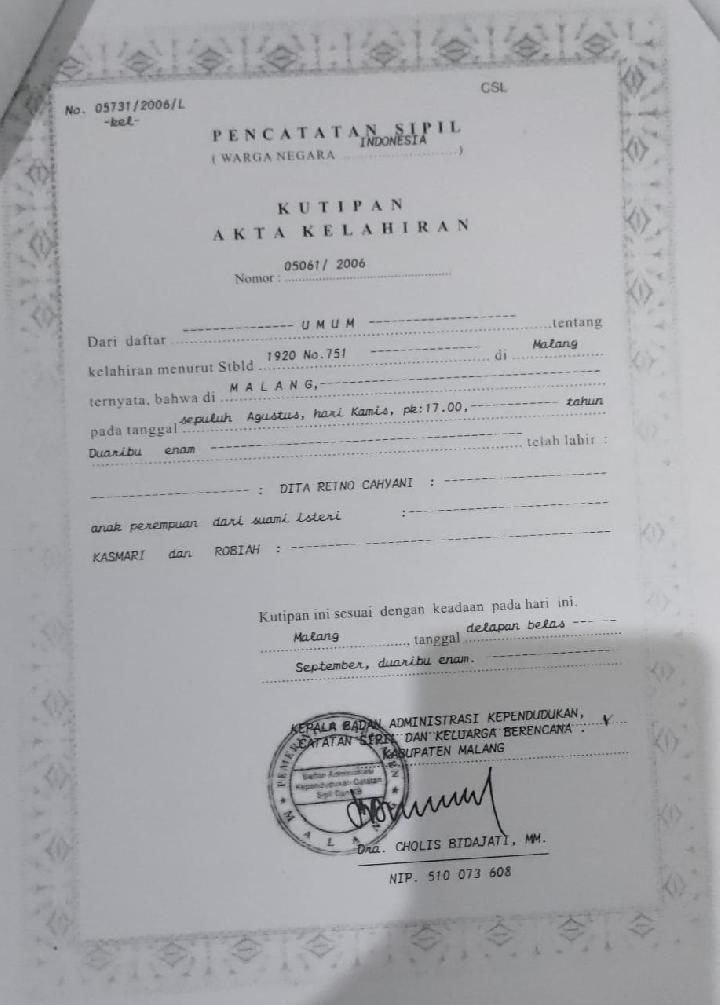 CSL
No. 05731/2006/L
-kel-
PENCATATAN SIPIL
( WARGA NEGARA INDONESIA )
KUTIPAN
AKTA KELAHIRAN
Nomor : 05061/ 2006
Dari daftar --------------- U M U M -------------------- tentang
kelahiran menurut Stbld 1920 No.751 --------------- di Malang
ternyata, bahwa di M A L A N G,--------------------------------------
pada tanggal sepuluh Agustus, hari Kamis, pk:17.00,------------ tahun
Duaribu enam ------------------------------------------ telah lahir :
--------------------- : DITA RETNO CAHYANI : ----------------------
anak perempuan dari suami isteri :---------------------------
KASMARI dan ROBIAH : --------------------------------------------
Kutipan ini sesuai dengan keadaan pada hari ini.
Malang, tanggal delapan belas --- --
September, duaribu enam. ------------------
KEPALA BADAN ADMINISTRASI KEPENDUDUKAN,
CATATAN SIPIL DAN KELUARGA BERENCANA .
KABUPATEN MALANG
Badan Administrasi
Kependudukan Catatan
Sipil Dan KB
MALANG
Dra. CHOLIS BIDAJATI, MM.
NIP. 510 073 608